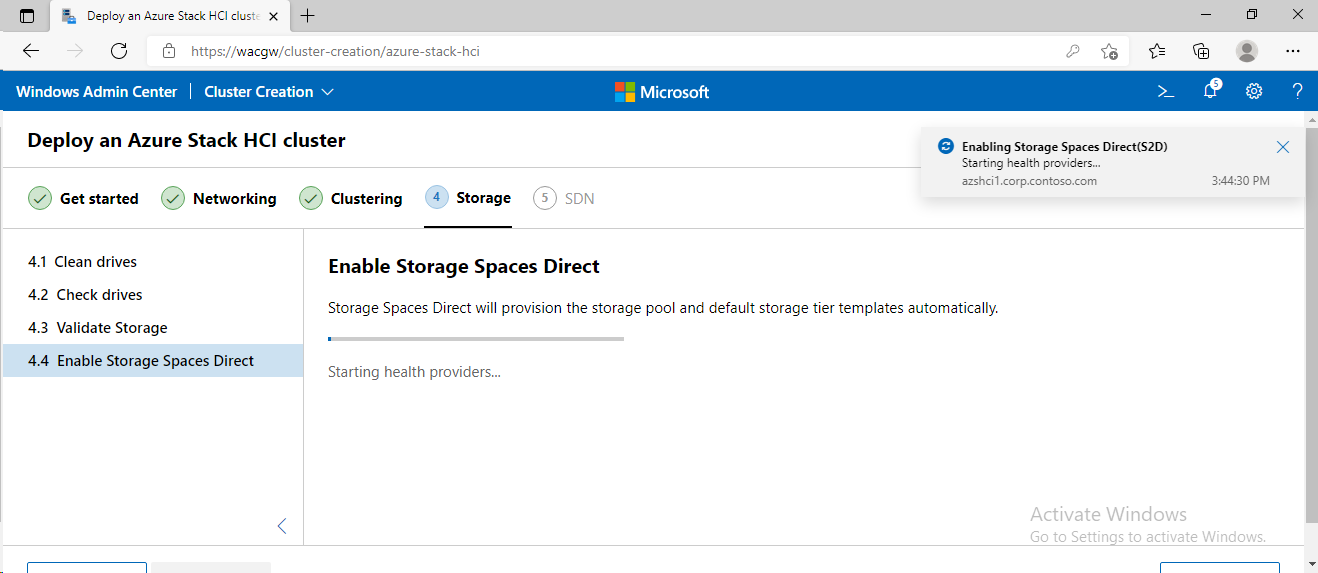 Deploy an Azure Stack HCI cluste
https://wacgw/cluster-creation/azure-stack-hci
Windows Admin Center
Cluster Creation
Microsoft
5
Deploy an Azure Stack HCI cluster
Enabling Storage Spaces Direct(S2D)
Starting health providers...
azshci1.corp.contoso.com 3:44:30 PM
Get started
Networking
Clustering
4 Storage
5 SDN
4.1 Clean drives
4.2 Check drives
4.3 Validate Storage
4.4 Enable Storage Spaces Direct
Enable Storage Spaces Direct
Storage Spaces Direct will provision the storage pool and default storage tier templates automatically.
Starting health providers...
Activate Windows
Go to Settings to activate Windows.